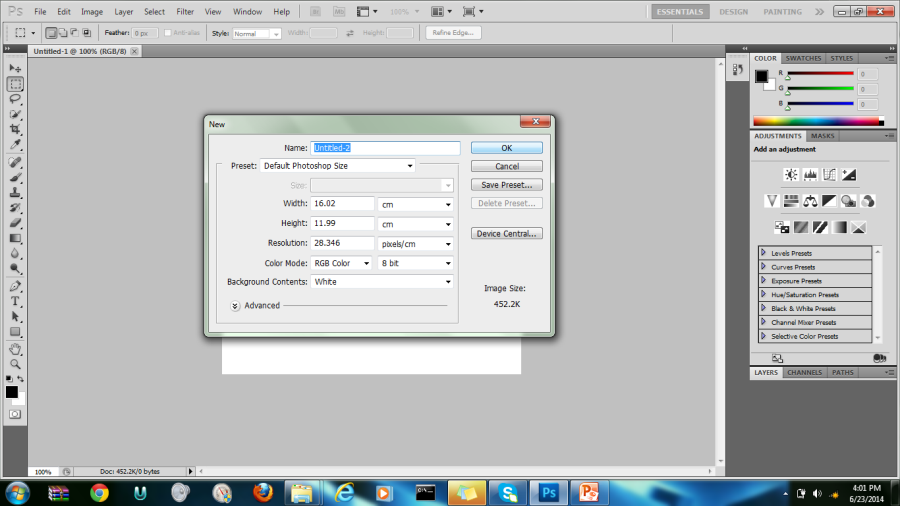 Ps File Edit Image Layer Select Filter View Window Help Br Mb 100% ESSENTIALS DESIGN PAINTING >>
Feather: 0 px Anti-alias Style: Normal Width: Height: Refine Edge...
Untitled-1 @ 100% (RGB/8)
COLOR SWATCHES STYLES
R 0
G 0
B 0
ADJUSTMENTS MASKS
Add an adjustment
Levels Presets
Curves Presets
Exposure Presets
Hue/Saturation Presets
Black & White Presets
Channel Mixer Presets
Selective Color Presets
LAYERS CHANNELS PATHS
New
Name: Untitled-2 OK
Preset: Default Photoshop Size Cancel
Size: Save Preset...
Width: 16.02 cm Delete Preset...
Height: 11.99 cm
Resolution: 28.346 pixels/cm Device Central...
Color Mode: RGB Color 8 bit
Background Contents: White
Image Size:
452.2K
Advanced
100% Doc: 452.2K/0 bytes
4:01 PM
6/23/2014